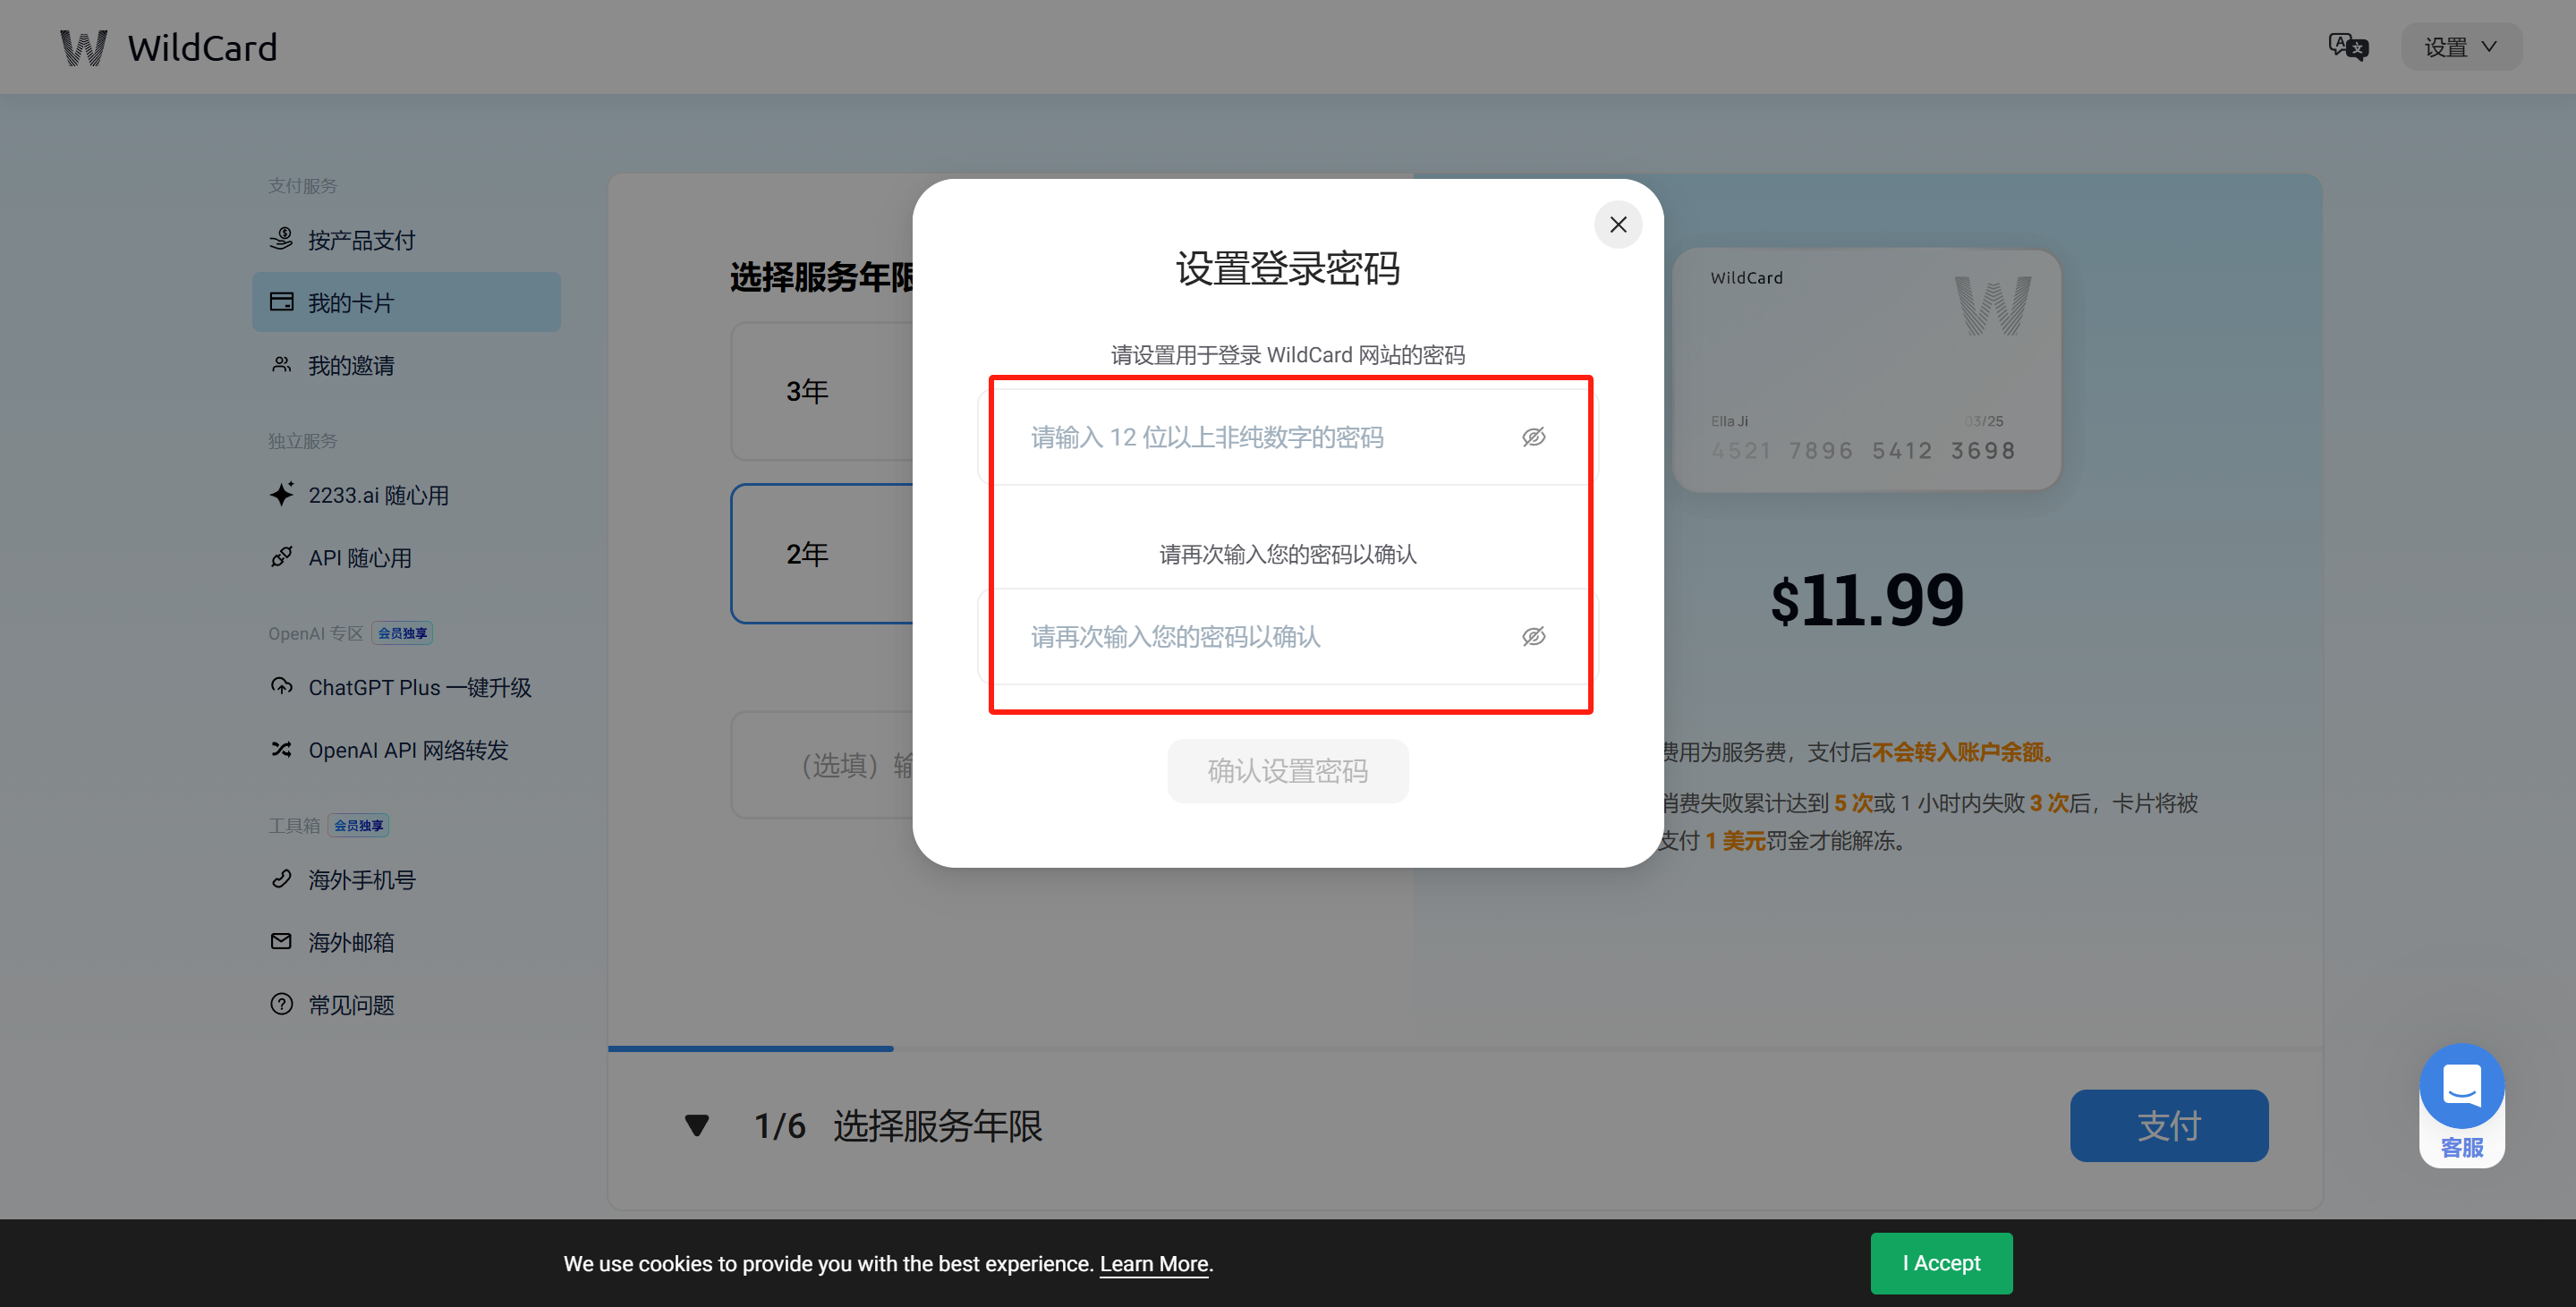 WildCard
设置
支付服务
按产品支付
我的卡片
我的邀请
独立服务
2233.ai 随心用
API 随心用
OpenAI 专区 会员独享
ChatGPT Plus 一键升级
OpenAI API 网络转发
工具箱 会员独享
海外手机号
海外邮箱
常见问题
选择服务年限
3年
2年
（选填）输
设置登录密码
请设置用于登录 WildCard 网站的密码
请输入 12 位以上非纯数字的密码
请再次输入您的密码以确认
请再次输入您的密码以确认
确认设置密码
WildCard
Ella Ji 03/25
4521 7896 5412 3698
$11.99
费用为服务费，支付后不会转入账户余额。
消费失败累计达到 5 次或 1 小时内失败 3 次后，卡片将被
支付 1 美元罚金才能解冻。
1/6 选择服务年限
支付
客服
We use cookies to provide you with the best experience. Learn More.
I Accept